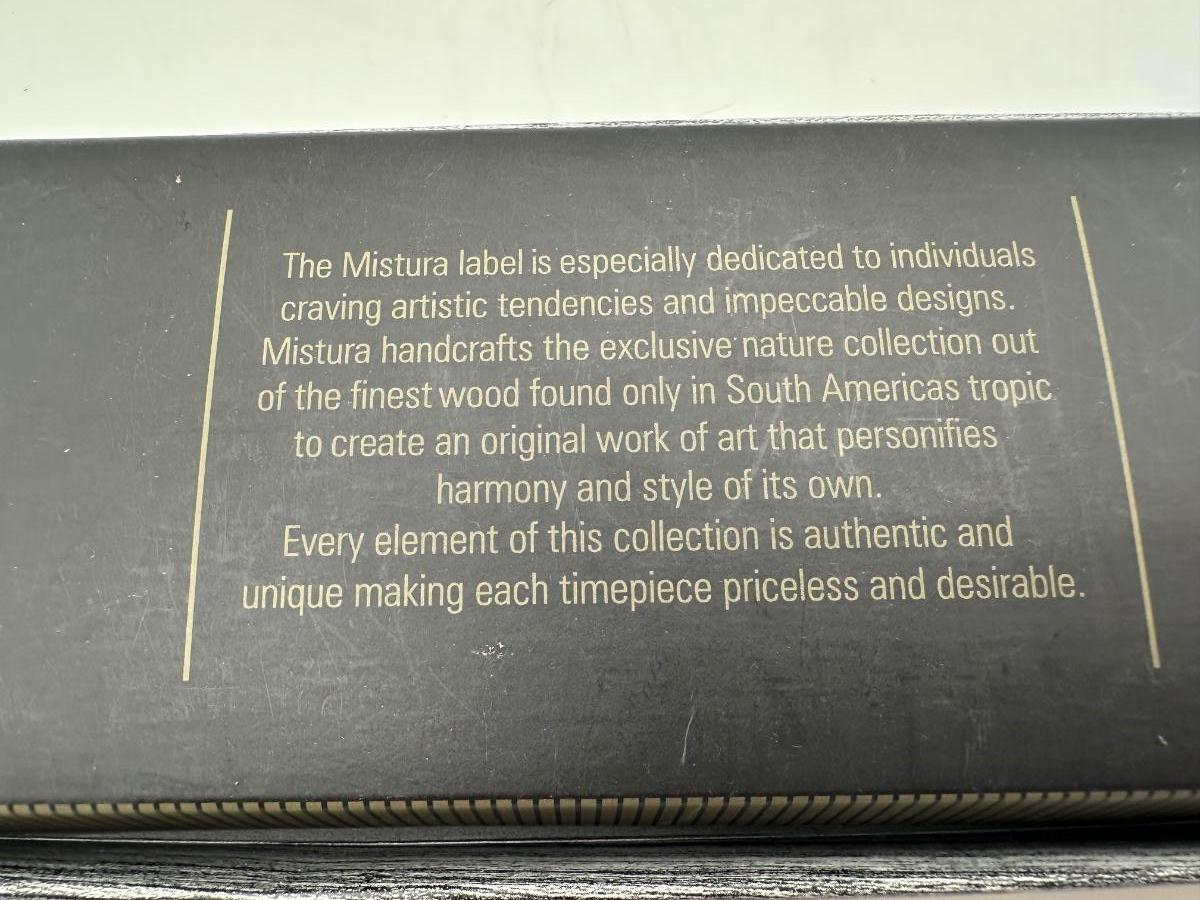 The Mistura label is especially dedicated to individuals
craving artistic tendencies and impeccable designs.
Mistura handcrafts the exclusive nature collection out
of the finest wood found only in South Americas tropic
to create an original work of art that personifies
harmony and style of its own.
Every element of this collection is authentic and
unique making each timepiece priceless and desirable.